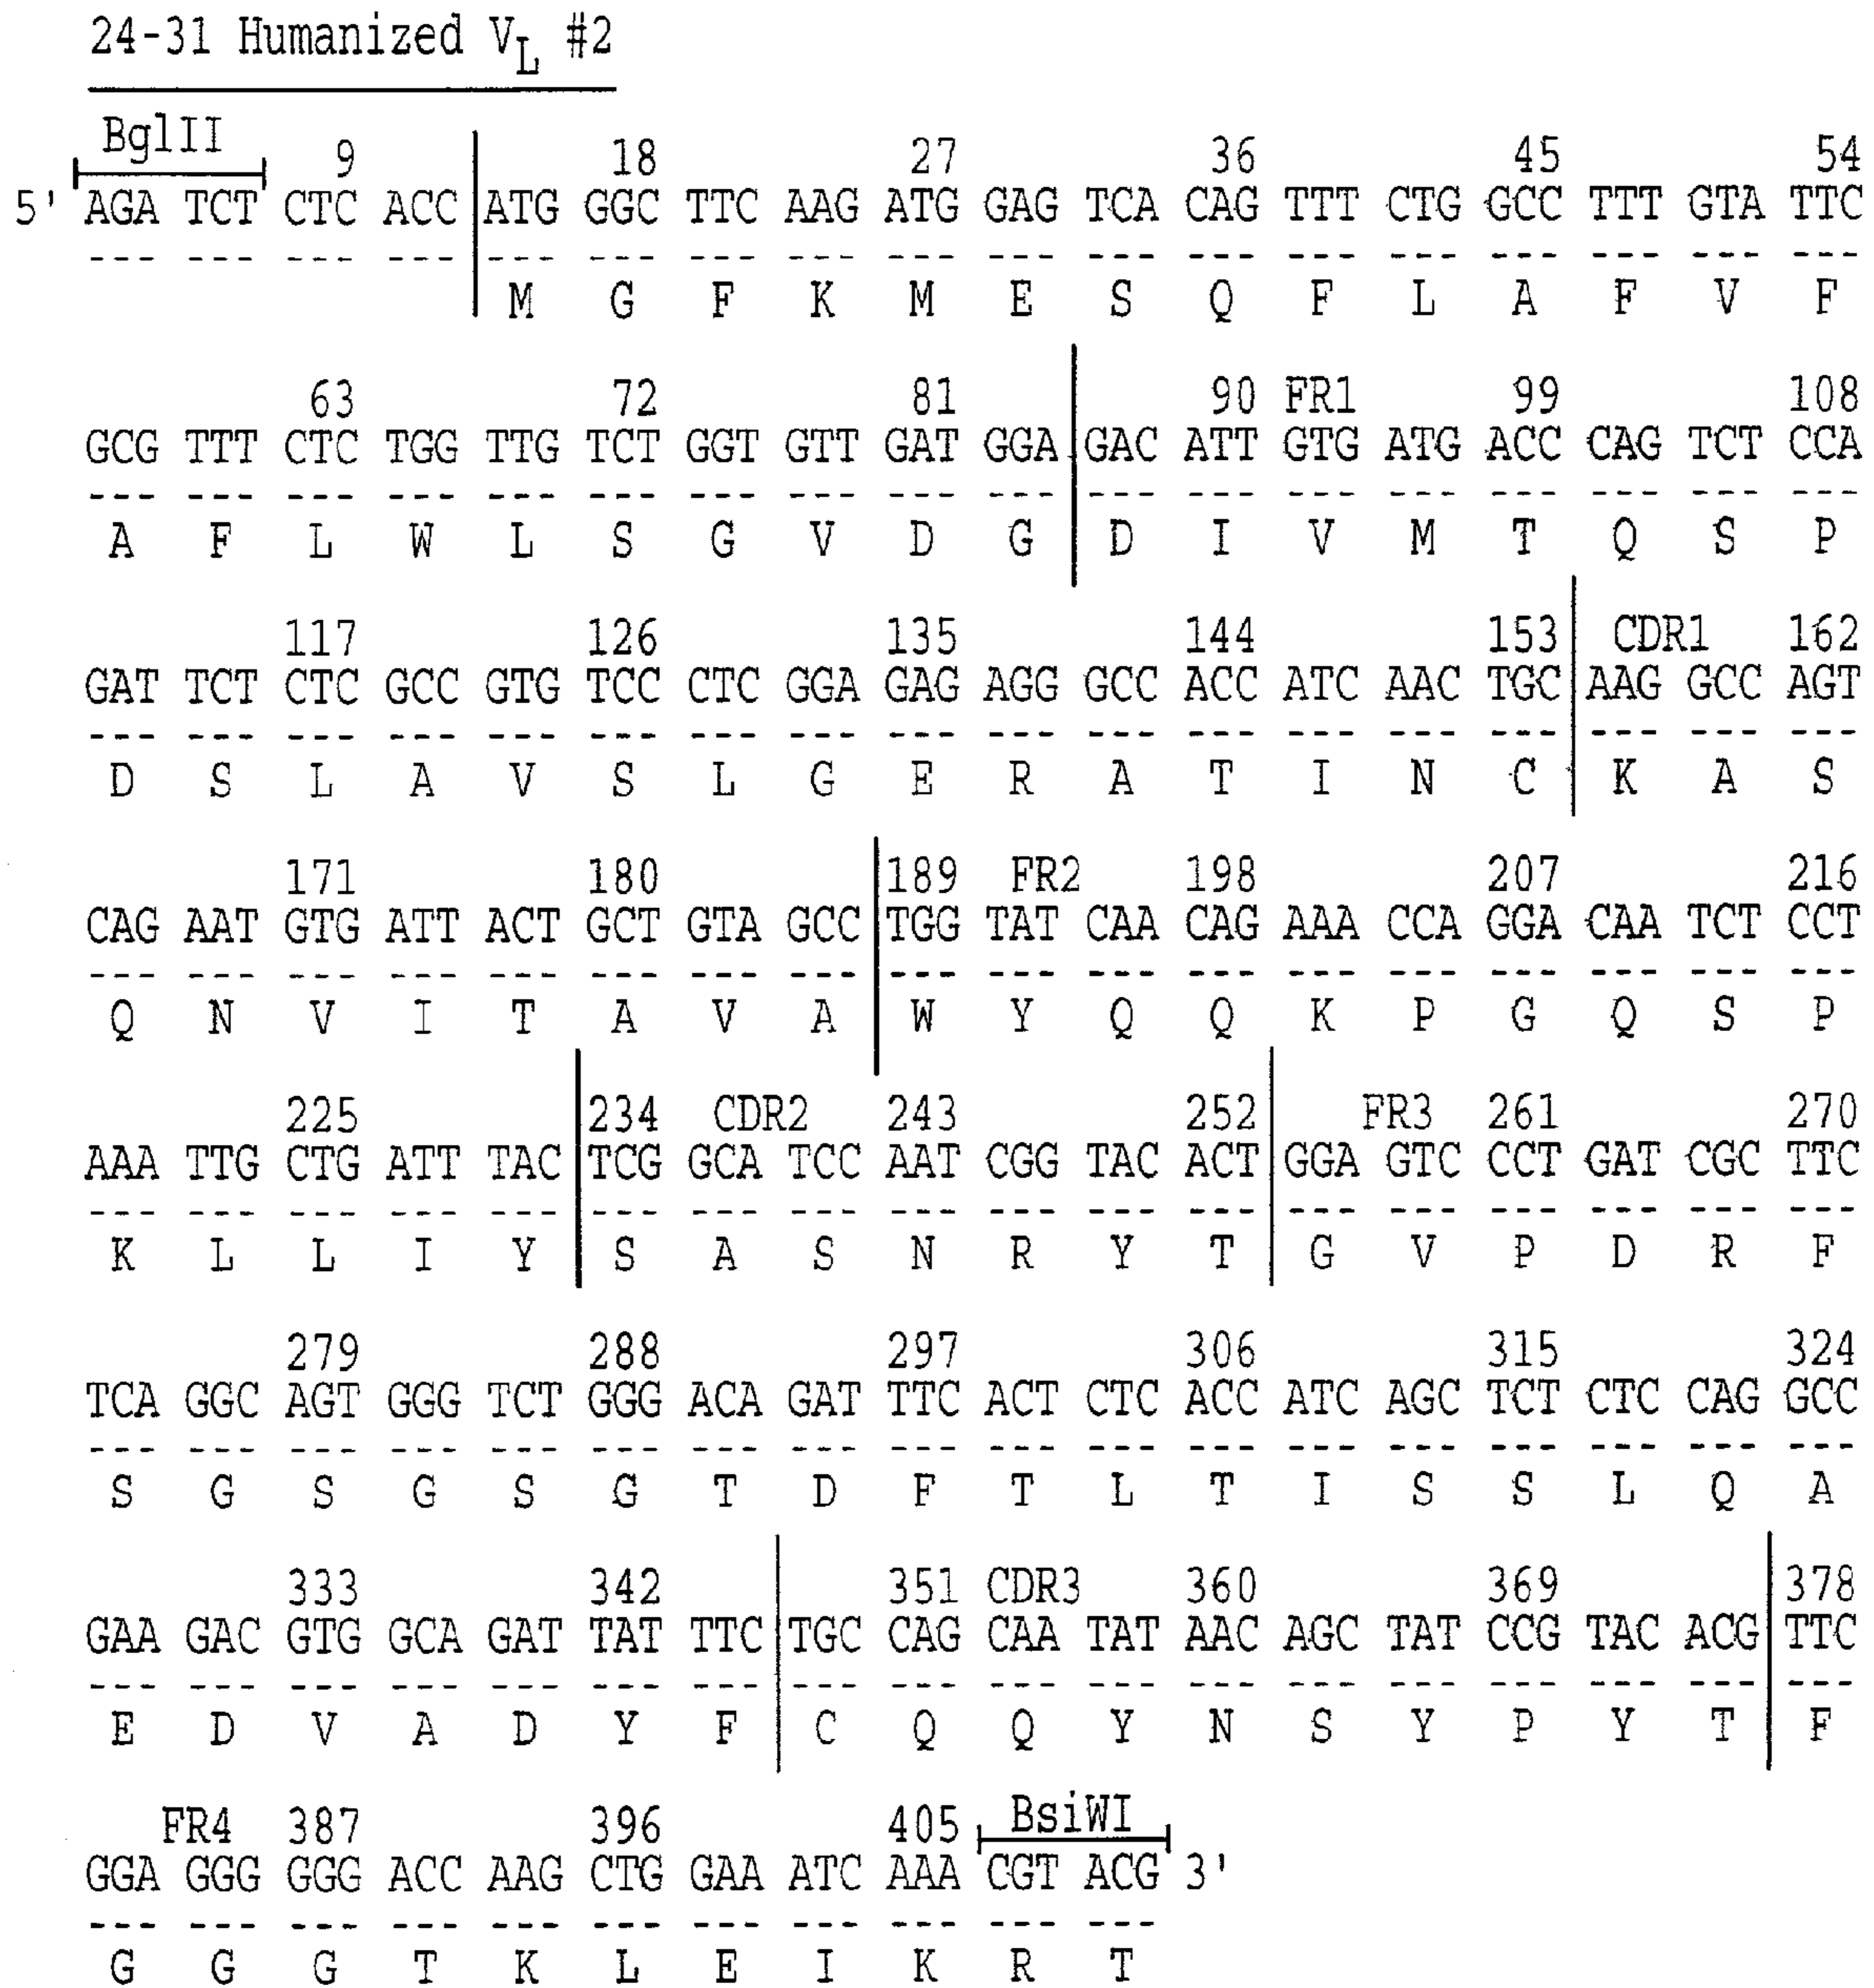 24-31 Humanized VL #2
BglII 9 18 27 36 45 54
5' AGA TCT CTC ACC ATG GGC TTC AAG ATG GAG TCA CAG TTT CTG GCC TTT GTA TTC
--- --- --- --- --- --- --- --- --- --- --- --- --- --- --- --- --- ---
M G F K M E S Q F L A F V F
63 72 81 90 FR1 99 108
GCG TTT CTC TGG TTG TCT GGT GTT GAT GGA GAC ATT GTG ATG ACC CAG TCT CCA
--- --- --- --- --- --- --- --- --- --- --- --- --- --- --- --- --- ---
A F L W L S G V D G D I V M T Q S P
117 126 135 144 153 CDR1 162
GAT TCT CTC GCC GTG TCC CTC GGA GAG AGG GCC ACC ATC AAC TGC AAG GCC AGT
--- --- --- --- --- --- --- --- --- --- --- --- --- --- --- --- --- ---
D S L A V S L G E R A T I N C K A S
171 180 189 FR2 198 207 216
CAG AAT GTG ATT ACT GCT GTA GCC TGG TAT CAA CAG AAA CCA GGA CAA TCT CCT
--- --- --- --- --- --- --- --- --- --- --- --- --- --- --- --- --- ---
Q N V I T A V A W Y Q Q K P G Q S P
225 234 CDR2 243 252 FR3 261 270
AAA TTG CTG ATT TAC TCG GCA TCC AAT CGG TAC ACT GGA GTC CCT GAT CGC TTC
--- --- --- --- --- --- --- --- --- --- --- --- --- --- --- --- --- ---
K L L I Y S A S N R Y T G V P D R F
279 288 297 306 315 324
TCA GGC AGT GGG TCT GGG ACA GAT TTC ACT CTC ACC ATC AGC TCT CTC CAG GCC
--- --- --- --- --- --- --- --- --- --- --- --- --- --- --- --- --- ---
S G S G S G T D F T L T I S S L Q A
333 342 351 CDR3 360 369 378
GAA GAC GTG GCA GAT TAT TTC TGC CAG CAA TAT AAC AGC TAT CCG TAC ACG TTC
--- --- --- --- --- --- --- --- --- --- --- --- --- --- --- --- --- ---
E D V A D Y F C Q Q Y N S Y P Y T F
FR4 387 396 405 BsiWI
GGA GGG GGG ACC AAG CTG GAA ATC AAA CGT ACG 3'
--- --- --- --- --- --- --- --- --- --- ---
G G G T K L E I K R T